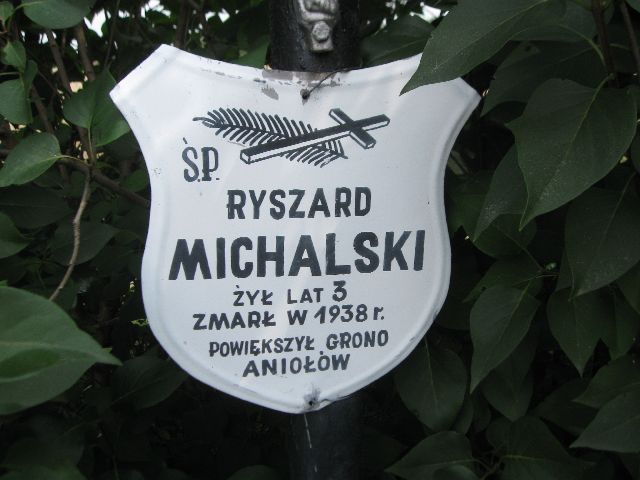 ŚP.
RYSZARD
MICHALSKI
ŻYŁ LAT 3
ZMARŁ W 1938 r.
POWIĘKSZYŁ GRONO
ANIOŁÓW